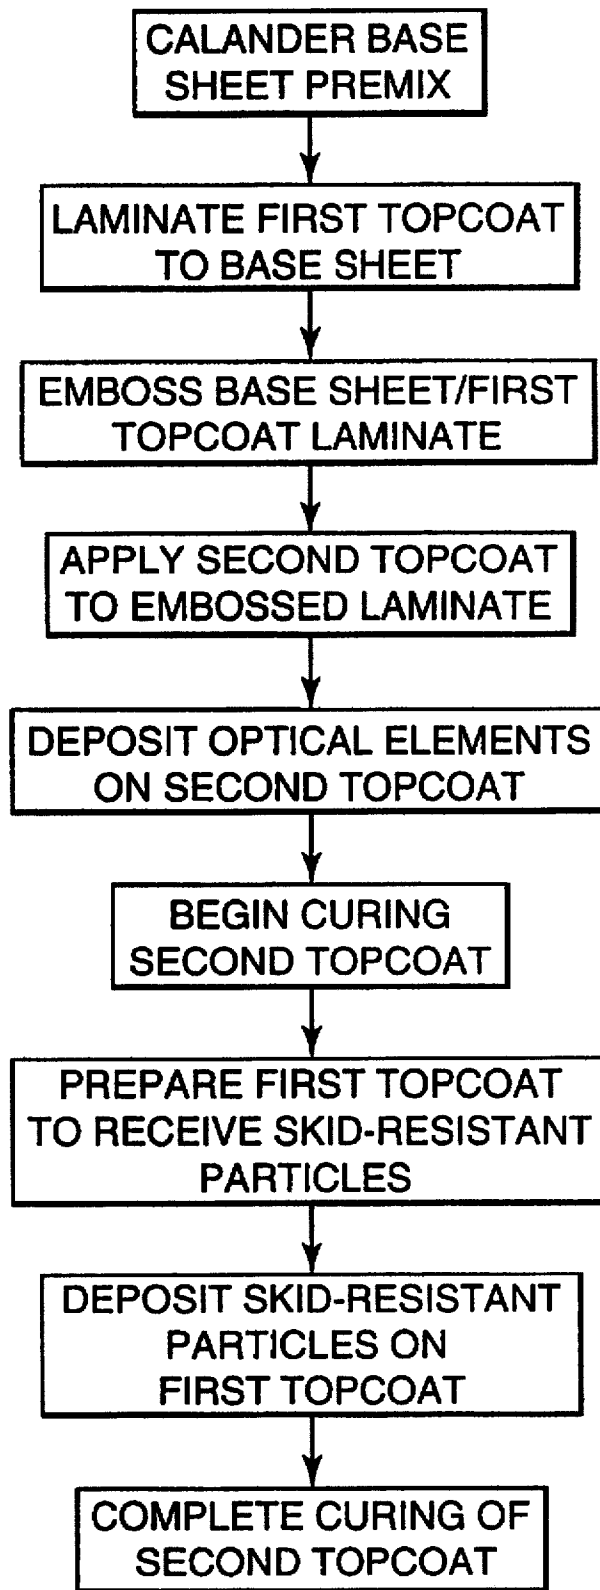 CALANDER BASE
SHEET PREMIX
LAMINATE FIRST TOPCOAT
TO BASE SHEET
EMBOSS BASE SHEET/FIRST
TOPCOAT LAMINATE
APPLY SECOND TOPCOAT
TO EMBOSSED LAMINATE
DEPOSIT OPTICAL ELEMENTS
ON SECOND TOPCOAT
BEGIN CURING
SECOND TOPCOAT
PREPARE FIRST TOPCOAT
TO RECEIVE SKID-RESISTANT
PARTICLES
DEPOSIT SKID-RESISTANT
PARTICLES ON
FIRST TOPCOAT
COMPLETE CURING OF
SECOND TOPCOAT